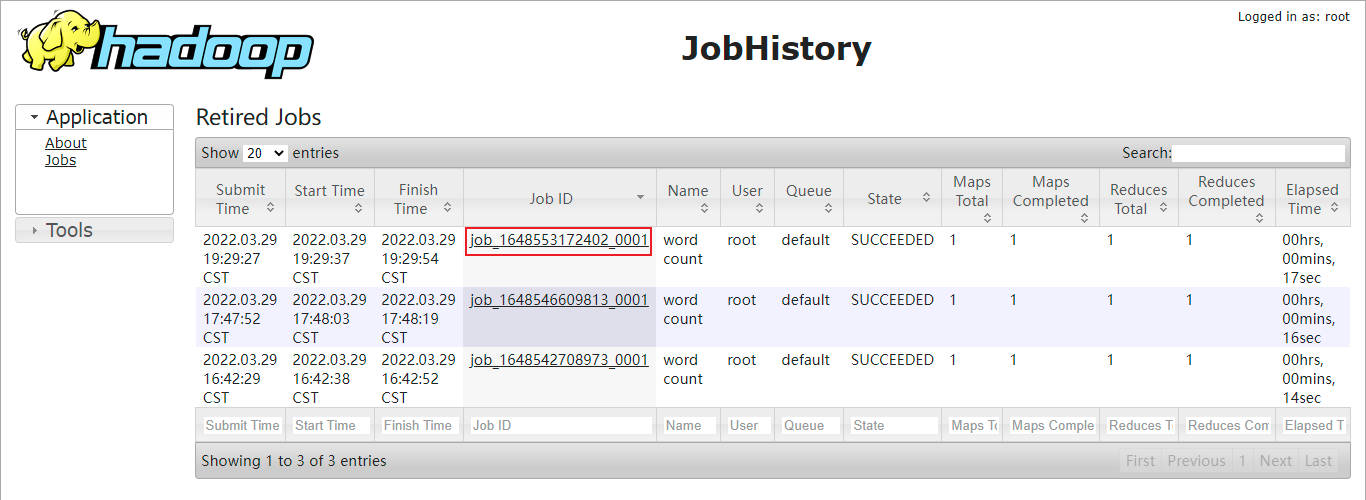 Logged in as: root
hadoop
JobHistory
Application
About
Jobs
Tools
Retired Jobs
Show 20 entries
Search:
Submit Time Start Time Finish Time Job ID Name User Queue State Maps Total Maps Completed Reduces Total Reduces Completed Elapsed Time
2022.03.29 19:29:27 CST 2022.03.29 19:29:37 CST 2022.03.29 19:29:54 CST job_1648553172402_0001 word count root default SUCCEEDED 1 1 1 1 00hrs, 00mins, 17sec
2022.03.29 17:47:52 CST 2022.03.29 17:48:03 CST 2022.03.29 17:48:19 CST job_1648546609813_0001 word count root default SUCCEEDED 1 1 1 1 00hrs, 00mins, 16sec
2022.03.29 16:42:29 CST 2022.03.29 16:42:38 CST 2022.03.29 16:42:52 CST job_1648542708973_0001 word count root default SUCCEEDED 1 1 1 1 00hrs, 00mins, 14sec
Submit Time Start Time Finish Time Job ID Name User Queue State Maps To Maps Comple Reduces T Reduces Com Elapsed T
Showing 1 to 3 of 3 entries
First Previous 1 Next Last